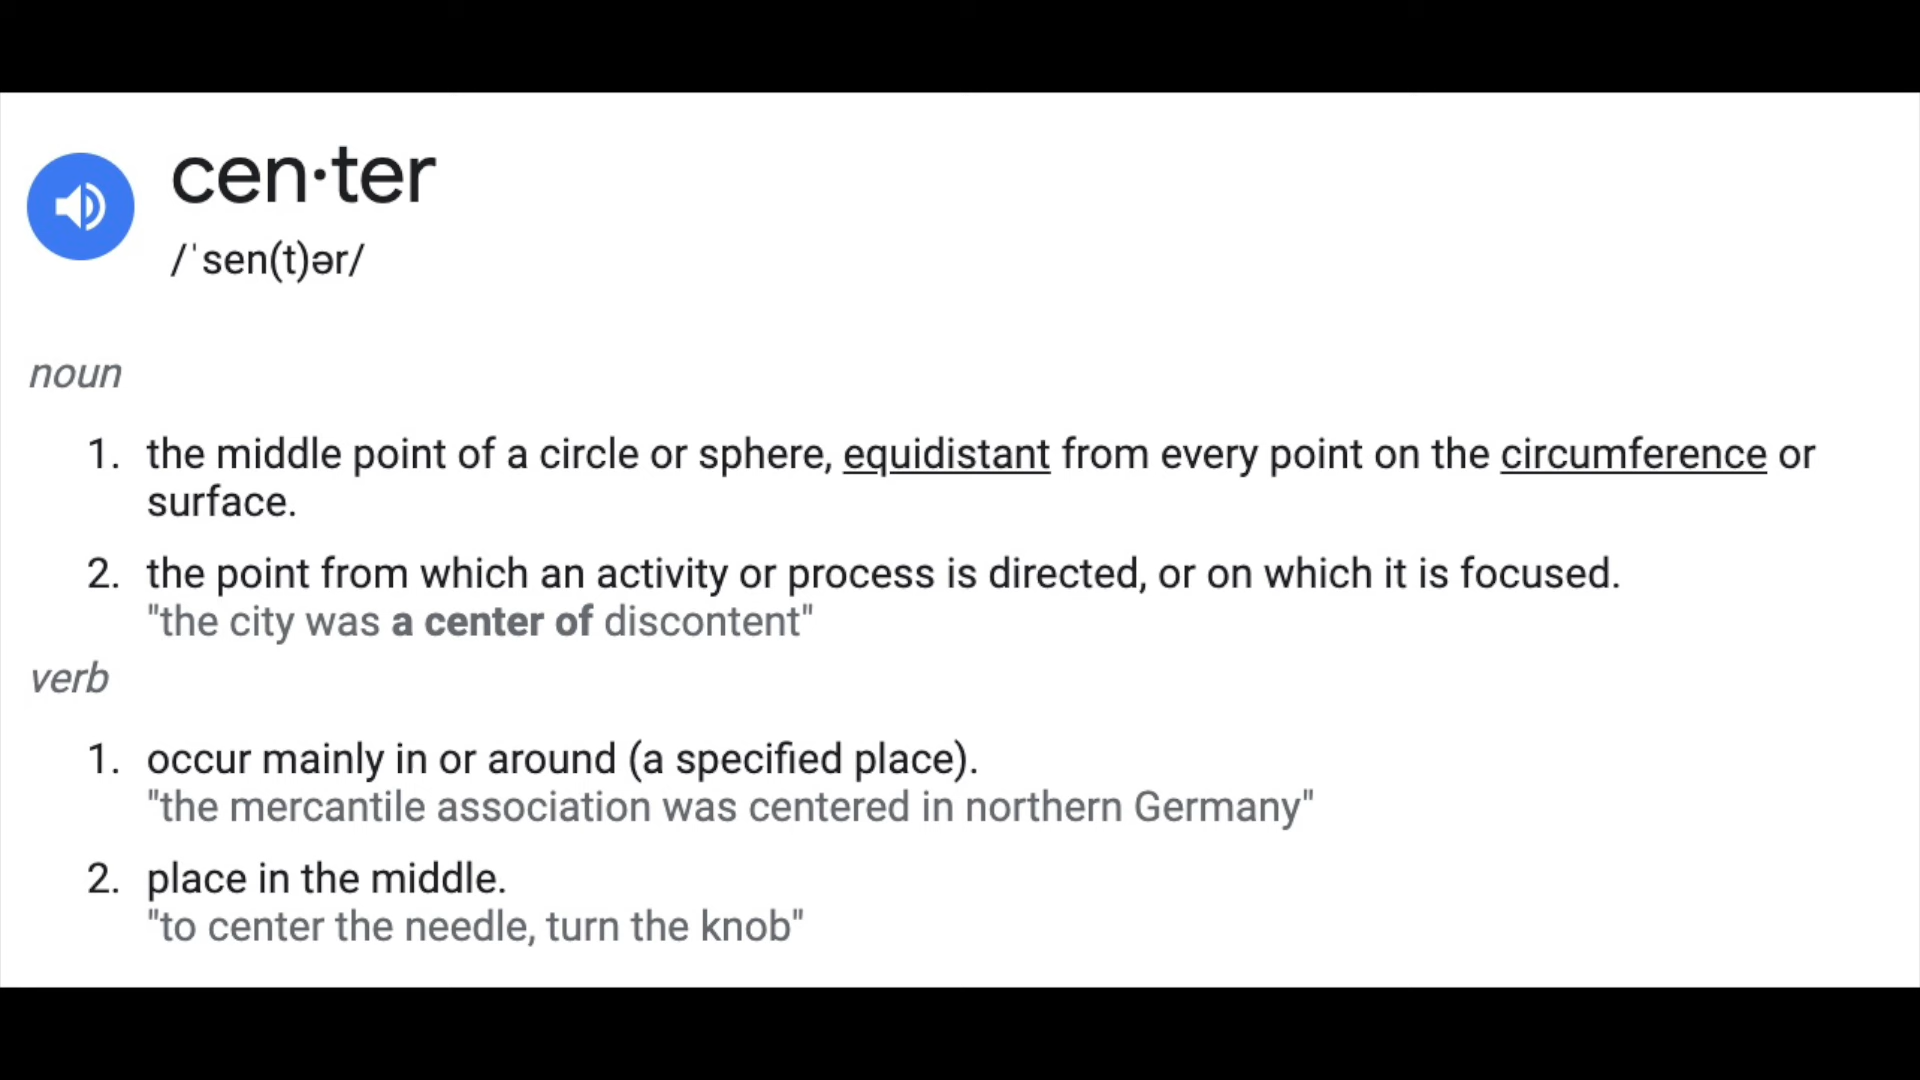 cen·ter
/ˈsen(t)ər/
noun
1. the middle point of a circle or sphere, equidistant from every point on the circumference or
surface.
2. the point from which an activity or process is directed, or on which it is focused.
"the city was a center of discontent"
verb
1. occur mainly in or around (a specified place).
"the mercantile association was centered in northern Germany"
2. place in the middle.
"to center the needle, turn the knob"